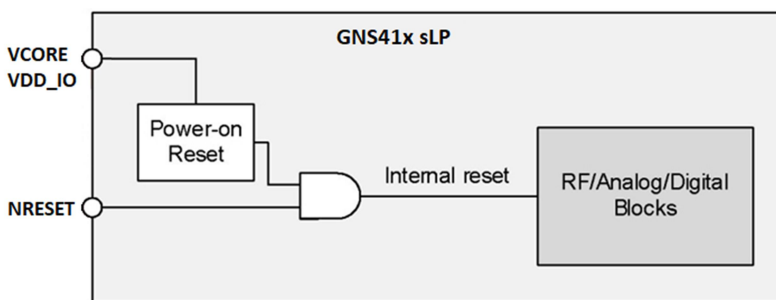 GNS41x sLP
VCORE
VDD_IO
Power-on
Reset
Internal reset
RF/Analog/Digital
Blocks
NRESET